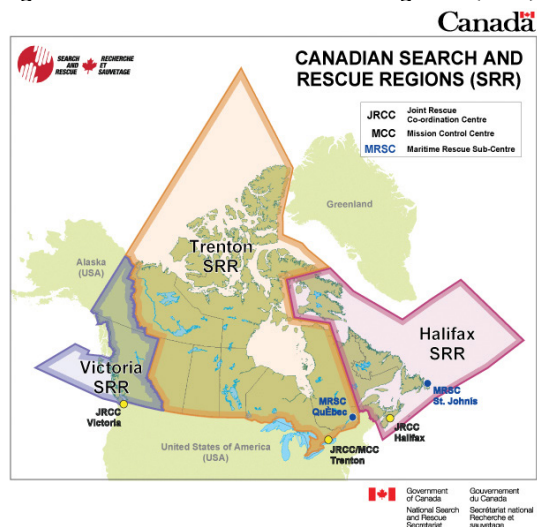 Canada
SEARCH
AND
RESCUE
RECHERCHE
ET
SAUVETAGE
CANADIAN SEARCH AND
RESCUE REGIONS (SRR)
JRCC Joint Rescue
Co-ordination Centre
MCC Mission Control Centre
MRSC Maritime Rescue Sub-Centre
Greenland
Trenton
SRR
Alaska
(USA)
Halifax
SRR
Victoria
SRR
MRSC
St. Johnis
MRSC
QuÉbec
JRCC
Victoria
JRCC
Halifax
JRCC/MCC
Trenton
United States of America
(USA)
Government
of Canada
Gouvernement
du Canada
National Search
and Rescue
Secretariat
Secrétariat national
Recherche et
sauvetage